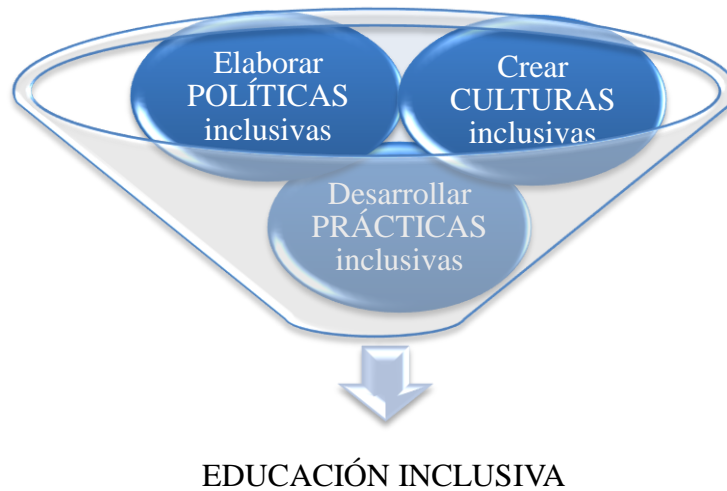 Elaborar
POLÍTICAS
inclusivas
Crear
CULTURAS
inclusivas
Desarrollar
PRÁCTICAS
inclusivas
EDUCACIÓN INCLUSIVA